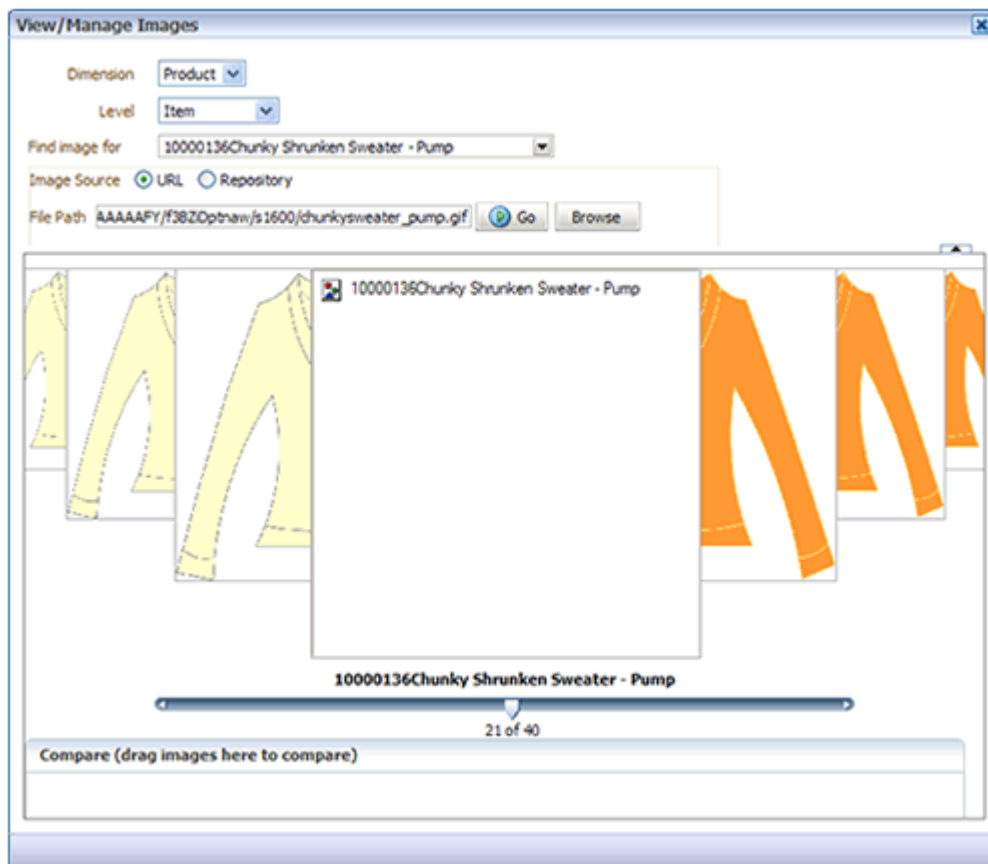 View/Manage Images
Dimension Product
Level Item
Find image for 10000136Chunky Shrunken Sweater - Pump
Image Source URL Repository
File Path AAAAAFY/f3BZiDptnaw/s1600/chunkysweater_pump.gif Go Browse
10000136Chunky Shrunken Sweater - Pump
10000136Chunky Shrunken Sweater - Pump
21 of 40
Compare (drag images here to compare)